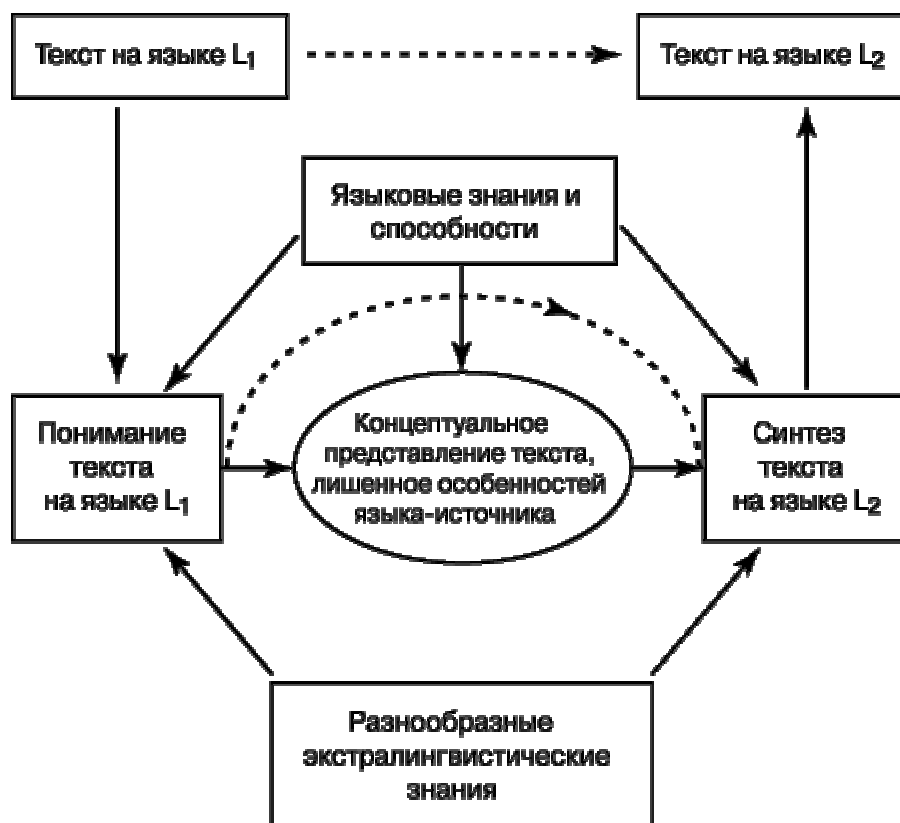 Текст на языке L1
Текст на языке L2
Языковые знания и
способности
Понимание
текста
на языке L1
Концептуальное
представление текста,
лишенное особенностей
языка-источника
Синтез
текста
на языке L2
Разнообразные
экстралингвистические
знания